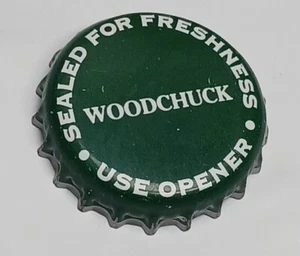 SEALED FOR FRESHNESS
WOODCHUCK
• USE OPENER •